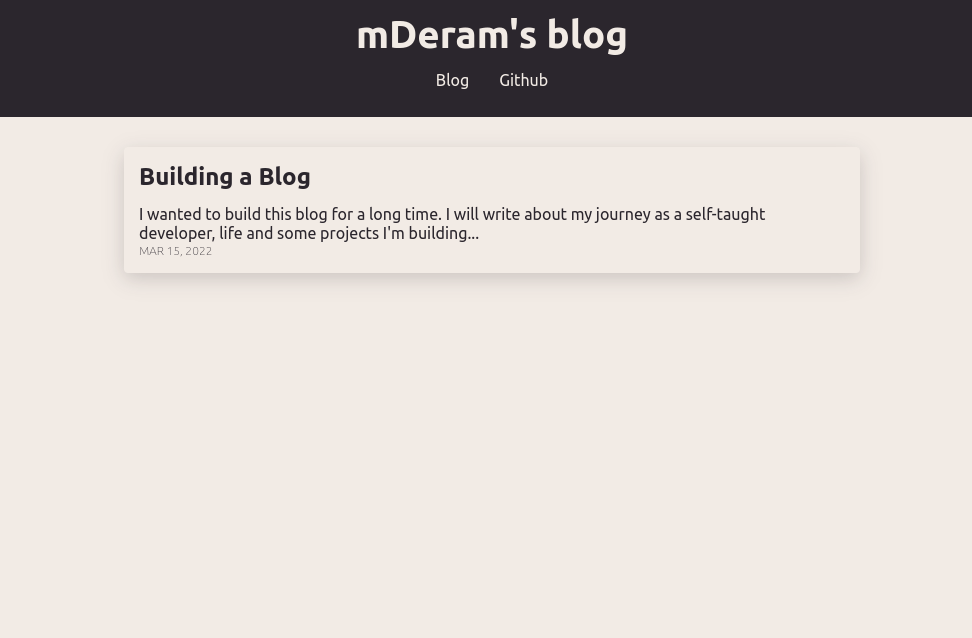 mDeram's blog
Blog Github
Building a Blog
I wanted to build this blog for a long time. I will write about my journey as a self-taught
developer, life and some projects I'm building...
MAR 15, 2022